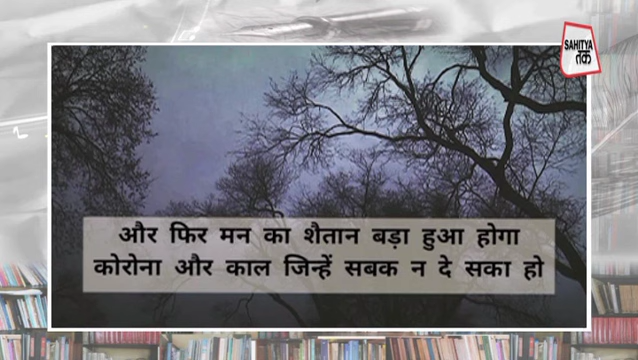 SAHITYA
तक
और फिर मन का शैतान बड़ा हुआ होगा
कोरोना और काल जिन्हें सबक न दे सका हो